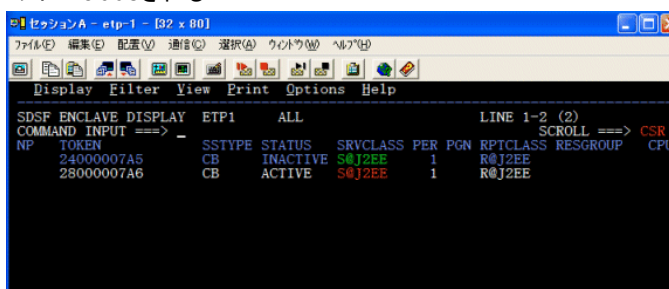 セッションA - etp-1 - [32 x 80]
ファイル(F) 編集(E) 配置(V) 通信(C) 選択(A) ウィンドウ(W) ヘルプ(H)
Display Filter View Print Options Help
SDSF ENCLAVE DISPLAY ETP1 ALL LINE 1-2 (2)
COMMAND INPUT ===> _ SCROLL ===> CSR
NP TOKEN SSTYPE STATUS SRVCLASS PER PGN RPTCLASS RESGROUP CPU
24000007A5 CB INACTIVE S@J2EE 1 R@J2EE
28000007A6 CB ACTIVE S@J2EE 1 R@J2EE